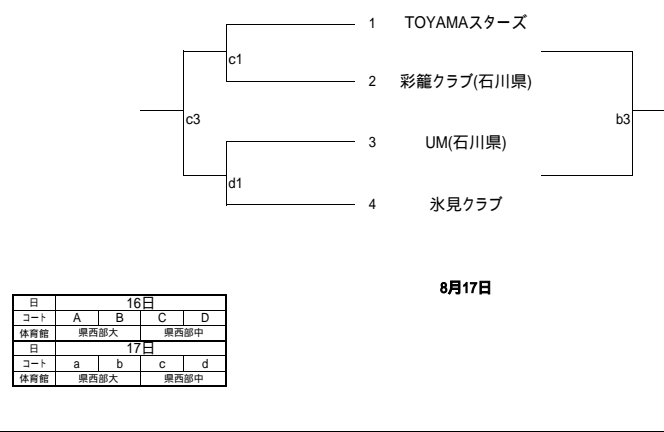 1 TOYAMAスターズ
c1
2 彩籠クラブ(石川県)
c3
b3
3 UM(石川県)
d1
4 氷見クラブ
8月17日
日 16日
コート A B C D
体育館 県西部大 県西部中
日 17日
コート a b c d
体育館 県西部大 県西部中